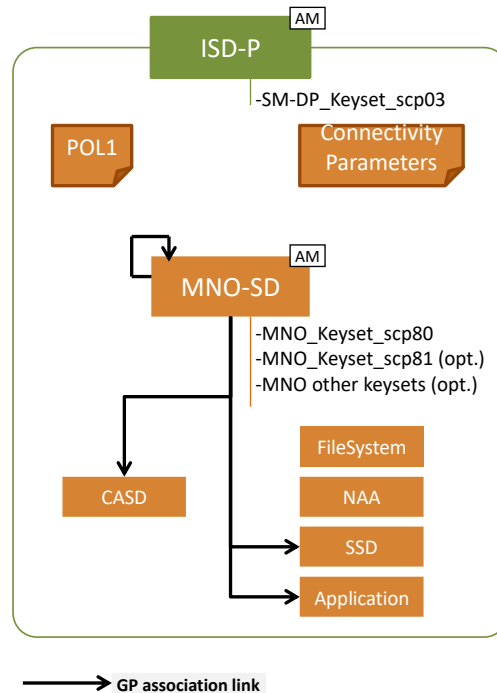 AM
ISD-P
-SM-DP_Keyset_scp03
POL1
Connectivity
Parameters
AM
MNO-SD
-MNO_Keyset_scp80
-MNO_Keyset_scp81 (opt.)
-MNO other keysets (opt.)
FileSystem
CASD
NAA
SSD
Application
GP association link